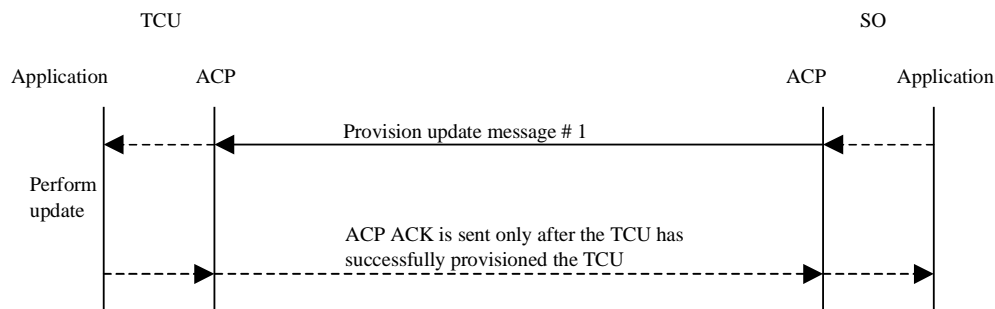 TCU SO
Application ACP ACP Application
Provision update message # 1
Perform
update
ACP ACK is sent only after the TCU has
successfully provisioned the TCU